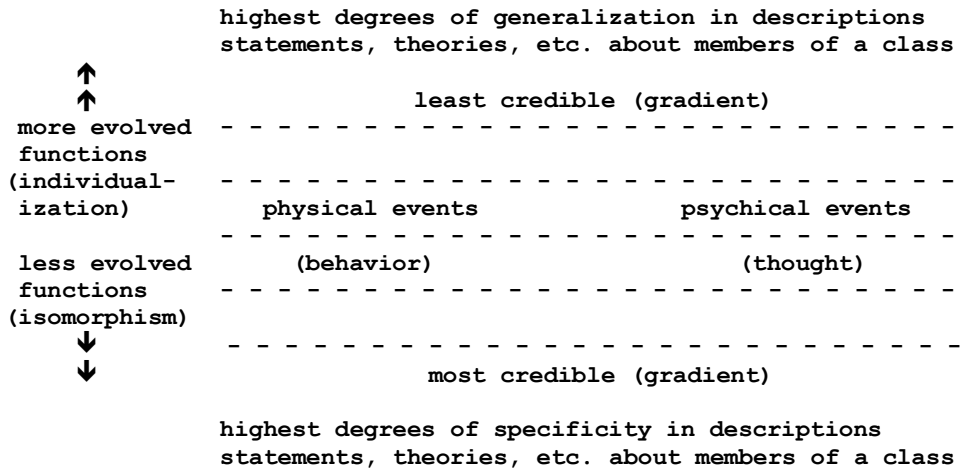 highest degrees of generalization in descriptions
statements, theories, etc. about members of a class
least credible (gradient)
more evolved
functions
(individual-
ization)
physical events psychical events
less evolved
(behavior) (thought)
functions
(isomorphism)
most credible (gradient)
highest degrees of specificity in descriptions
statements, theories, etc. about members of a class